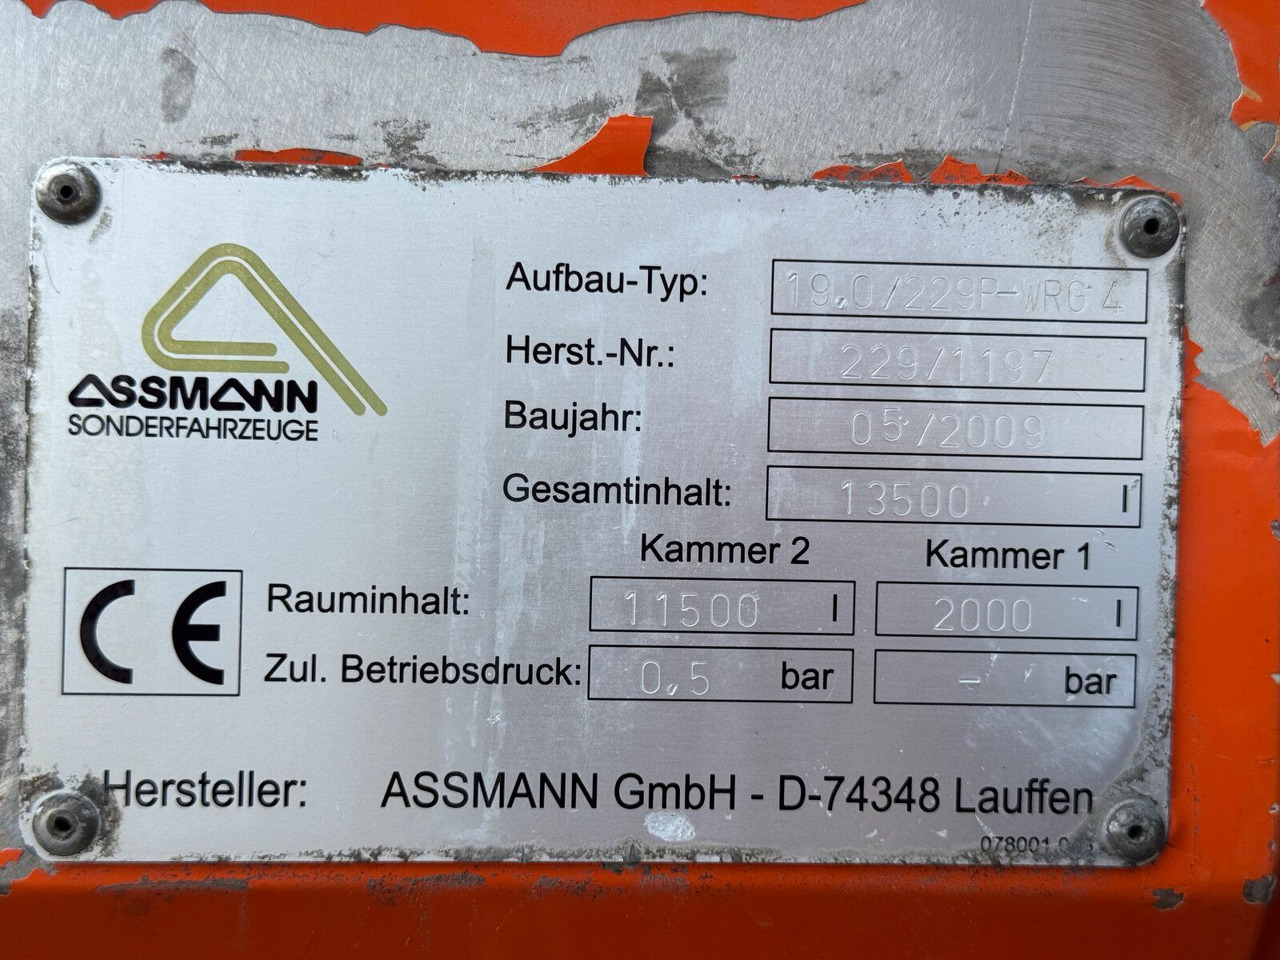 ASSMANN
SONDERFAHRZEUGE
Aufbau-Typ: 19.0/229P-WRG 4
Herst.-Nr.: 229/1197
Baujahr: 05/2009
Gesamtinhalt: 13500 l
Kammer 2 Kammer 1
Rauminhalt: 11500 l 2000 l
Zul. Betriebsdruck: 0,5 bar - bar
CE
Hersteller: ASSMANN GmbH - D-74348 Lauffen
078001